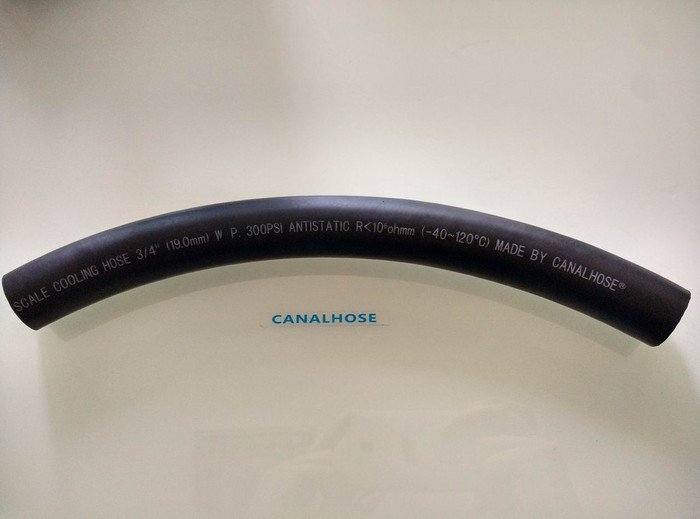 SCALE COOLING HOSE 3/4" (19.0mm) W P. 300PSI ANTISTATIC R<10⁶ohmm (-40~120°C) MADE BY CANALHOSE®
CANALHOSE